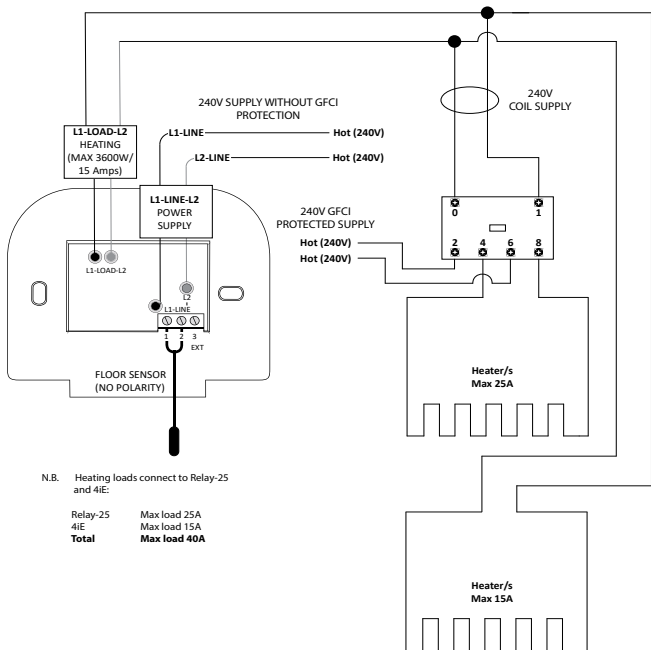 240V
COIL SUPPLY
240V SUPPLY WITHOUT GFCI
PROTECTION
L1-LINE
Hot (240V)
L2-LINE
Hot (240V)
L1-LOAD-L2
HEATING
(MAX 3600W/
15 Amps)
L1-LINE-L2
POWER
SUPPLY
240V GFCI
PROTECTED SUPPLY
Hot (240V)
Hot (240V)
0
1
2
4
6
8
L1-LOAD-L2
L2
L1-LINE
1
2
3
EXT
FLOOR SENSOR
(NO POLARITY)
Heater/s
Max 25A
N.B. Heating loads connect to Relay-25
and 4iE:
Relay-25 Max load 25A
4iE Max load 15A
Total Max load 40A
Heater/s
Max 15A